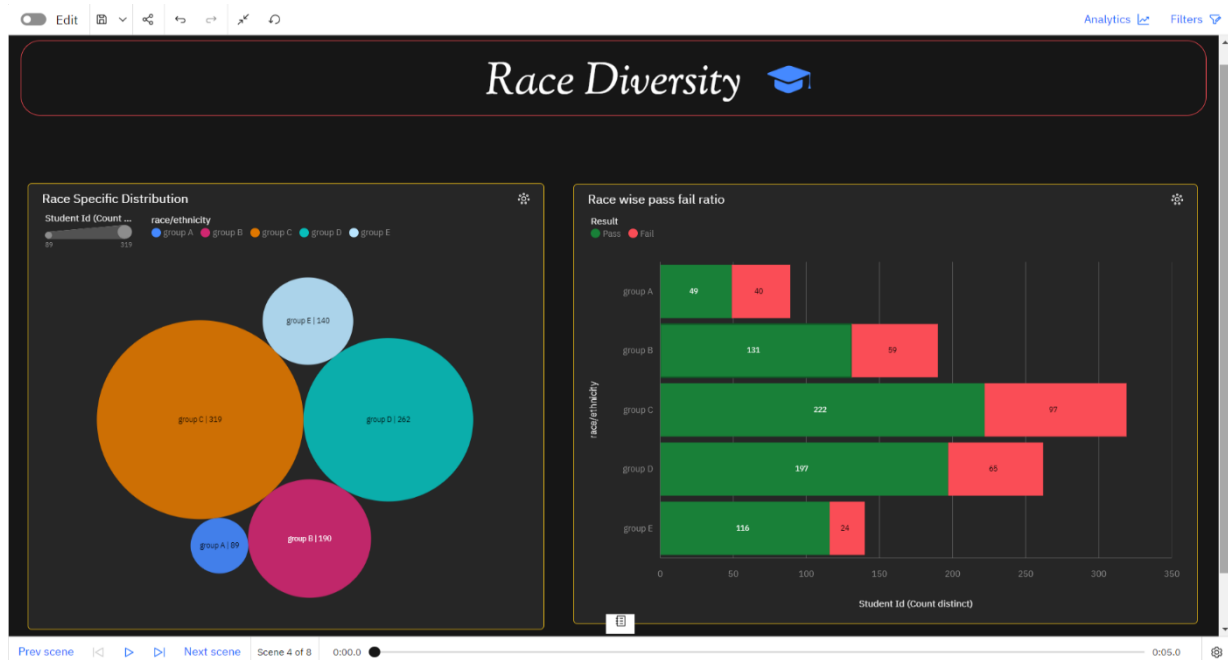 Edit
Analytics
Filters
Race Diversity
Race Specific Distribution
Student Id (Count ...
89 319
race/ethnicity
group A group B group C group D group E
group E | 140
group C | 319
group D | 262
group A | 89
group B | 190
Race wise pass fail ratio
Result
Pass Fail
race/ethnicity
group A 49 40
group B 131 59
group C 222 97
group D 197 65
group E 116 24
0 50 100 150 200 250 300 350
Student Id (Count distinct)
Prev scene Next scene Scene 4 of 8 0:00.0 0:05.0